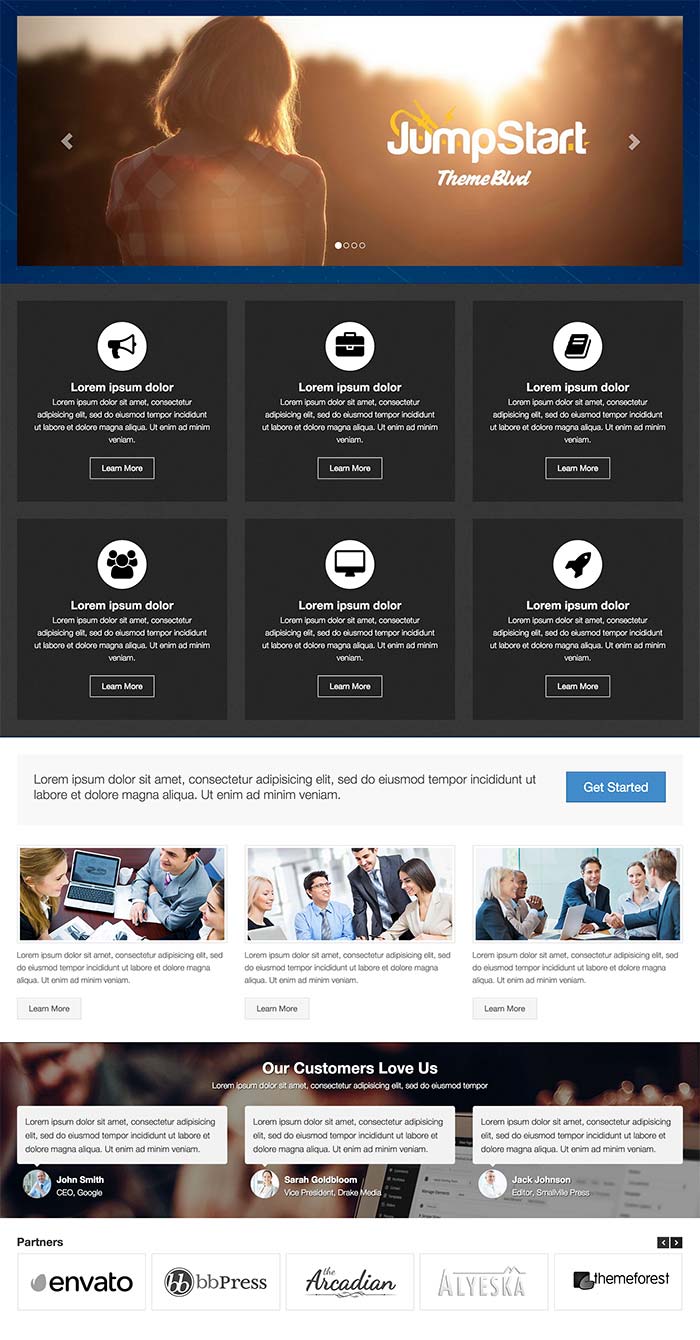 JumpStart
ThemeBlvd
Lorem ipsum dolor
Lorem ipsum dolor sit amet, consectetur
adipisicing elit, sed do eiusmod tempor incididunt
ut labore et dolore magna aliqua. Ut enim ad minim
veniam.
Learn More
Lorem ipsum dolor
Lorem ipsum dolor sit amet, consectetur
adipisicing elit, sed do eiusmod tempor incididunt
ut labore et dolore magna aliqua. Ut enim ad minim
veniam.
Learn More
Lorem ipsum dolor
Lorem ipsum dolor sit amet, consectetur
adipisicing elit, sed do eiusmod tempor incididunt
ut labore et dolore magna aliqua. Ut enim ad minim
veniam.
Learn More
Lorem ipsum dolor
Lorem ipsum dolor sit amet, consectetur
adipisicing elit, sed do eiusmod tempor incididunt
ut labore et dolore magna aliqua. Ut enim ad minim
veniam.
Learn More
Lorem ipsum dolor
Lorem ipsum dolor sit amet, consectetur
adipisicing elit, sed do eiusmod tempor incididunt
ut labore et dolore magna aliqua. Ut enim ad minim
veniam.
Learn More
Lorem ipsum dolor
Lorem ipsum dolor sit amet, consectetur
adipisicing elit, sed do eiusmod tempor incididunt
ut labore et dolore magna aliqua. Ut enim ad minim
veniam.
Learn More
Lorem ipsum dolor sit amet, consectetur adipisicing elit, sed do eiusmod tempor incididunt ut
labore et dolore magna aliqua. Ut enim ad minim veniam.
Get Started
Lorem ipsum dolor sit amet, consectetur adipisicing elit, sed
do eiusmod tempor incididunt ut labore et dolore magna
aliqua. Ut enim ad minim veniam.
Learn More
Lorem ipsum dolor sit amet, consectetur adipisicing elit, sed
do eiusmod tempor incididunt ut labore et dolore magna
aliqua. Ut enim ad minim veniam.
Learn More
Lorem ipsum dolor sit amet, consectetur adipisicing elit, sed
do eiusmod tempor incididunt ut labore et dolore magna
aliqua. Ut enim ad minim veniam.
Learn More
Our Customers Love Us
Lorem ipsum dolor sit amet, consectetur adipisicing elit, sed do eiusmod tempor
Lorem ipsum dolor sit amet, consectetur adipisicing
elit, sed do eiusmod tempor incididunt ut labore et
dolore magna aliqua. Ut enim ad minim veniam.
John Smith
CEO, Google
Lorem ipsum dolor sit amet, consectetur adipisicing
elit, sed do eiusmod tempor incididunt ut labore et
dolore magna aliqua. Ut enim ad minim veniam.
Sarah Goldbloom
Vice President, Drake Media
Lorem ipsum dolor sit amet, consectetur adipisicing
elit, sed do eiusmod tempor incididunt ut labore et
dolore magna aliqua. Ut enim ad minim veniam.
Jack Johnson
Editor, Smallville Press
Partners
envato
bb bbPress
the
Arcadian
ALYESKA
themeforest